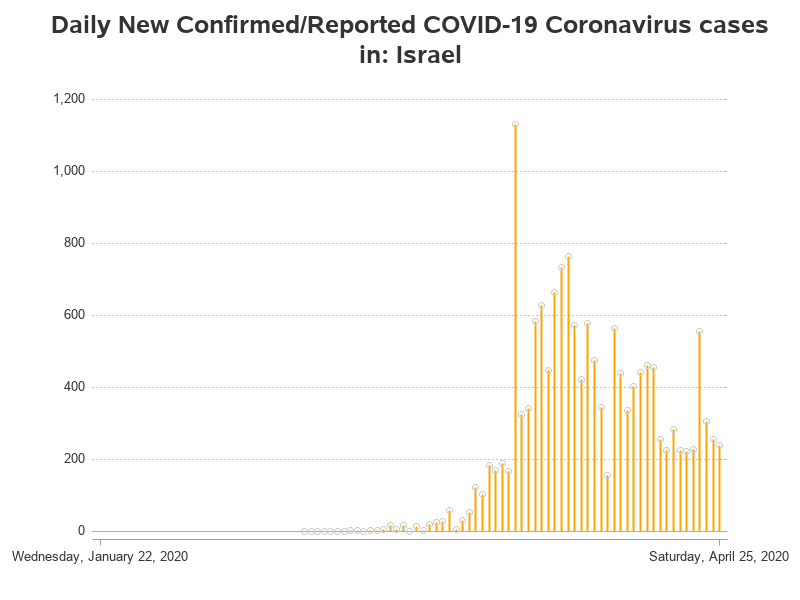 Daily New Confirmed/Reported COVID-19 Coronavirus cases
in: Israel
1,200
1,000
800
600
400
200
0
Wednesday, January 22, 2020
Saturday, April 25, 2020